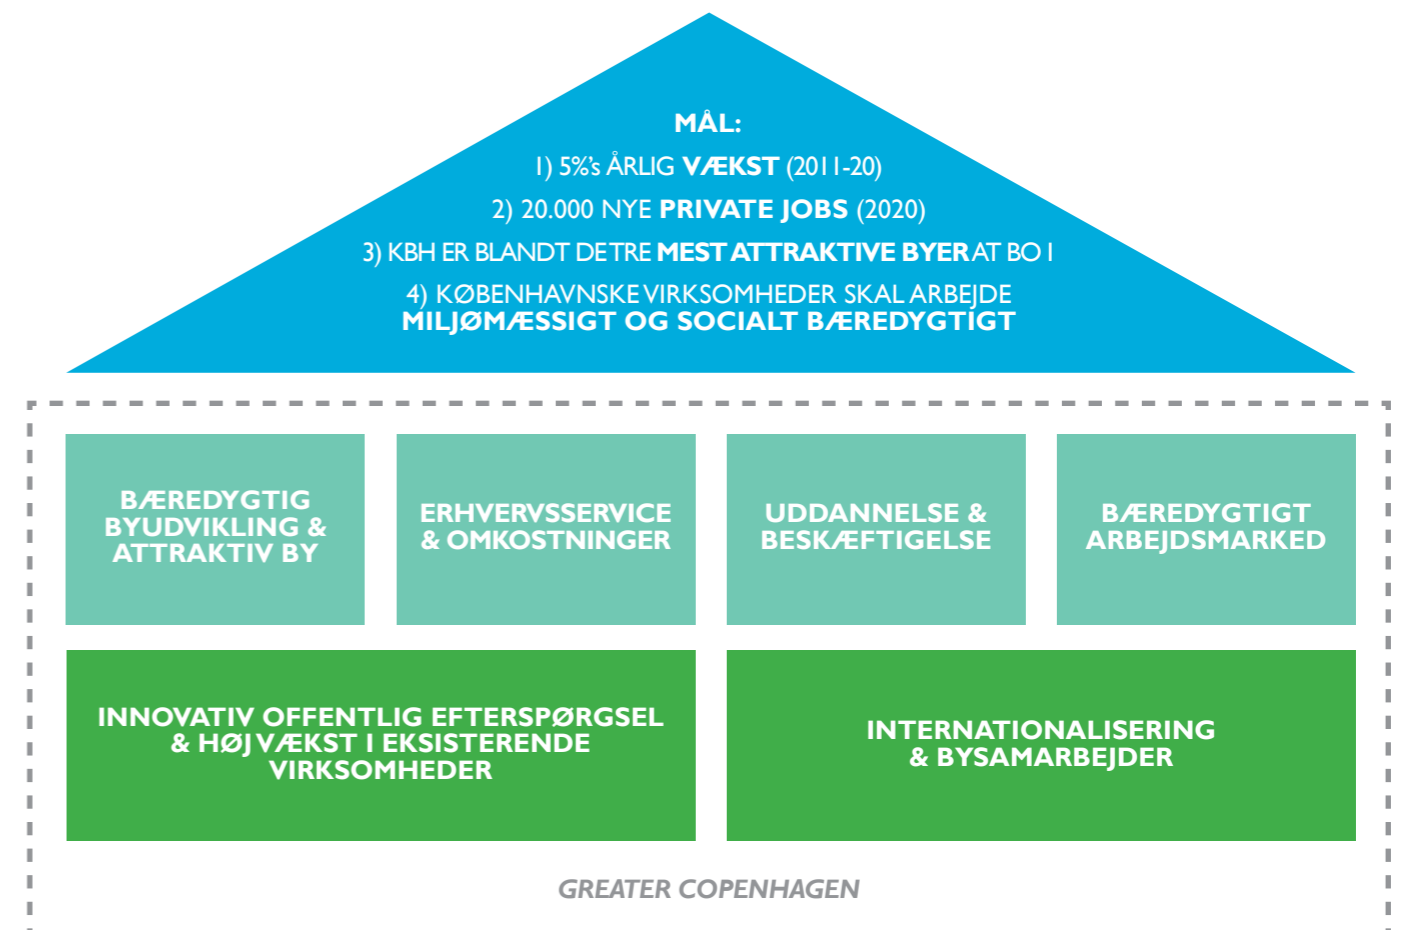 MÅL:
1) 5%'s ÅRLIG VÆKST (2011-20)
2) 20.000 NYE PRIVATE JOBS (2020)
3) KBH ER BLANDT DE TRE MEST ATTRAKTIVE BYER AT BO I
4) KØBENHAVNSKE VIRKSOMHEDER SKAL ARBEJDE
MILJØMÆSSIGT OG SOCIALT BÆREDYGTIGT
BÆREDYGTIG
BYUDVIKLING &
ATTRAKTIV BY
ERHVERVSSERVICE
& OMKOSTNINGER
UDDANNELSE &
BESKÆFTIGELSE
BÆREDYGTIGT
ARBEJDSMARKED
INNOVATIV OFFENTLIG EFTERSPØRGSEL
& HØJ VÆKST I EKSISTERENDE
VIRKSOMHEDER
INTERNATIONALISERING
& BYSAMARBEJDER
GREATER COPENHAGEN